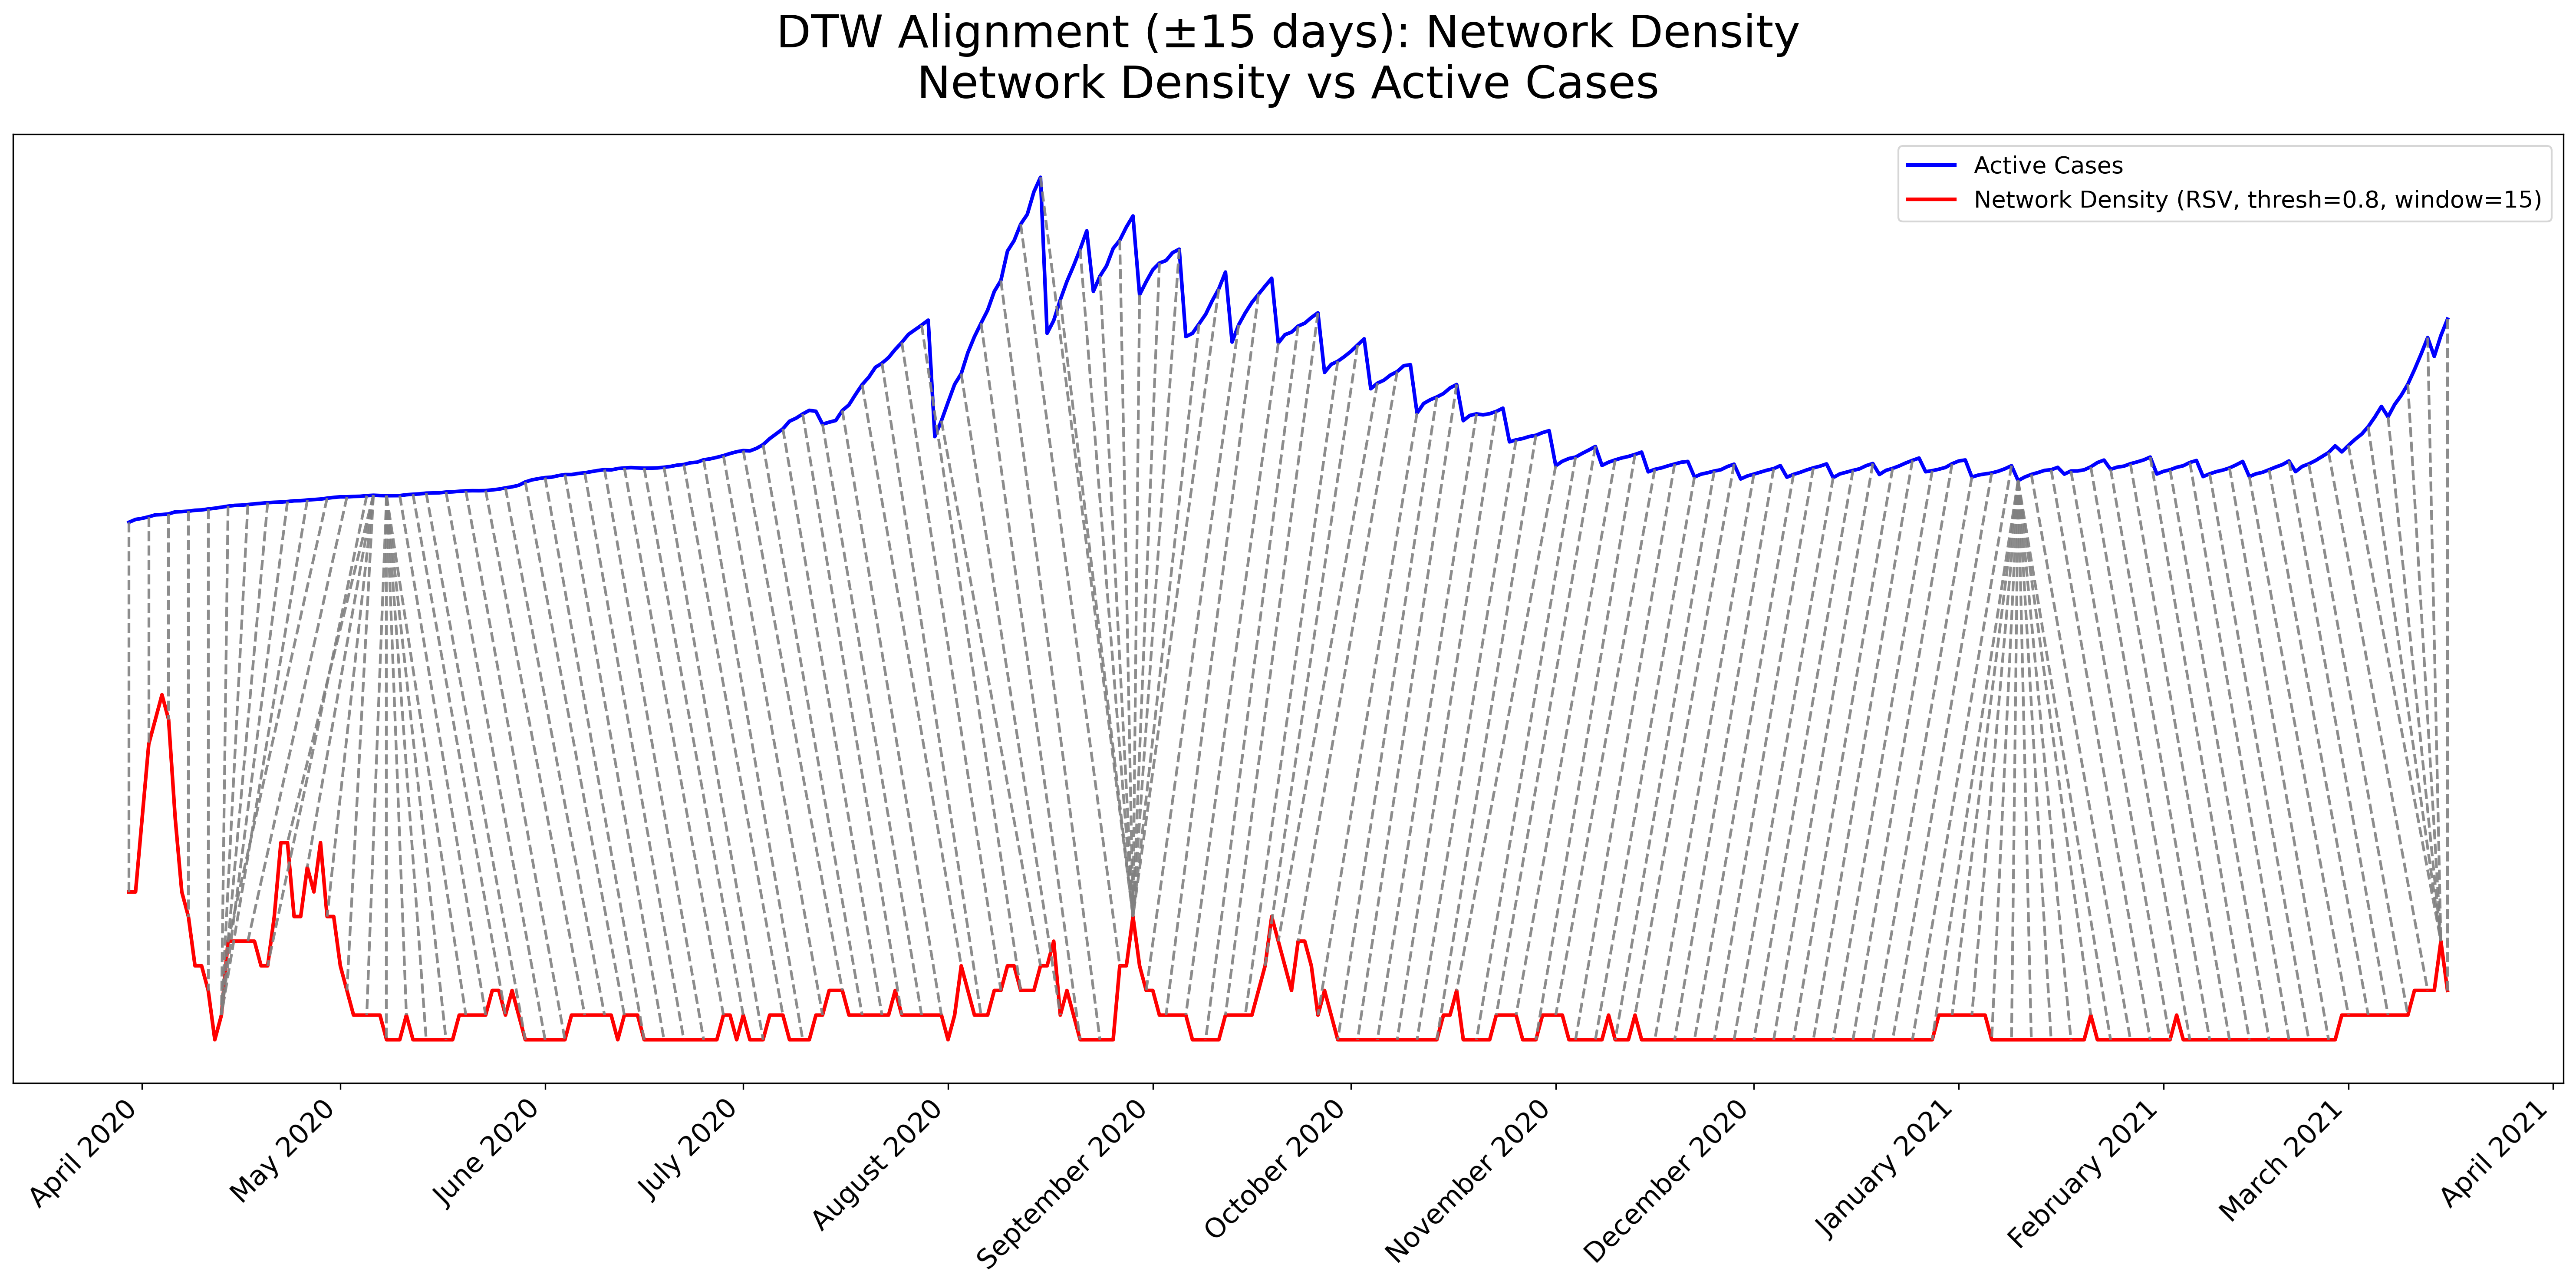 DTW Alignment (±15 days): Network Density
Network Density vs Active Cases
Active Cases
Network Density (RSV, thresh=0.8, window=15)
April 2020
May 2020
June 2020
July 2020
August 2020
September 2020
October 2020
November 2020
December 2020
January 2021
February 2021
March 2021
April 2021